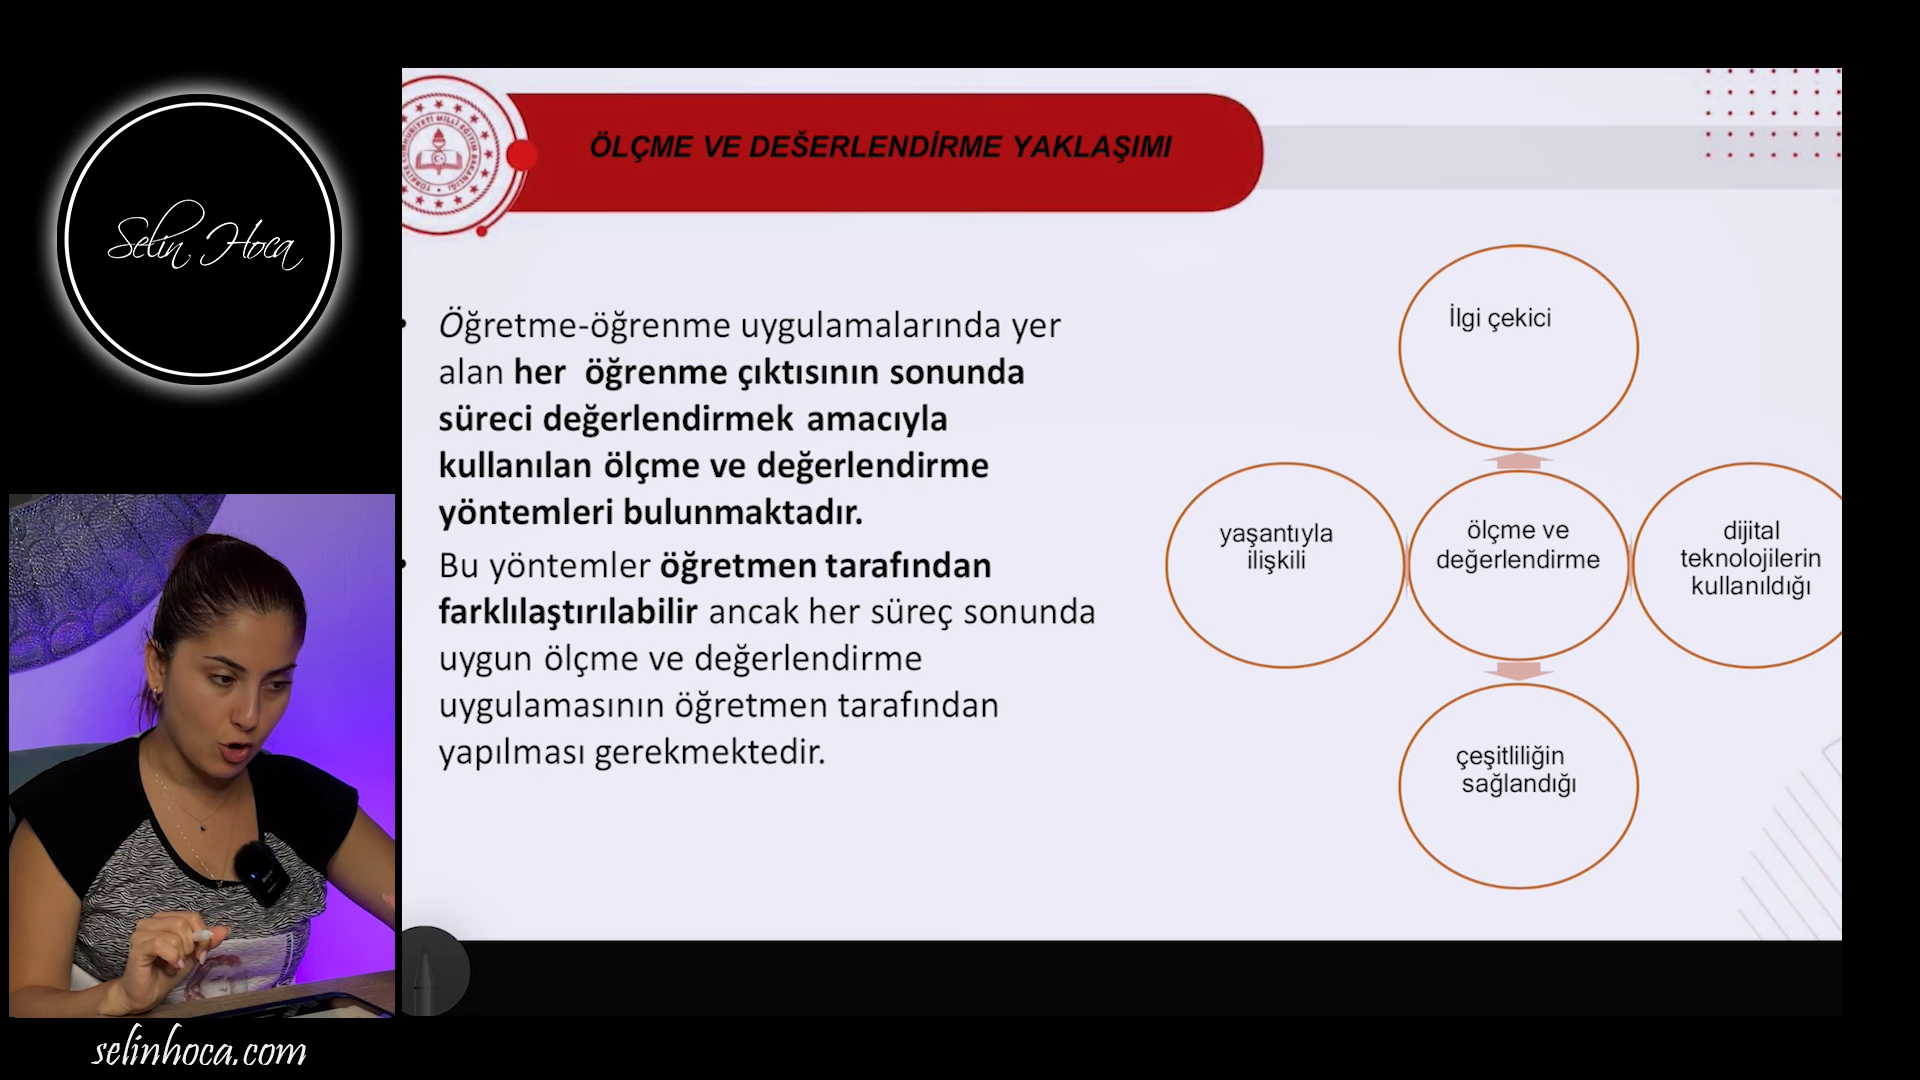 Selin Hoca
ÖLÇME VE DEŠERLENDİRME YAKLAŞIMI
Öğretme-öğrenme uygulamalarında yer
alan her öğrenme çıktısının sonunda
süreci değerlendirmek amacıyla
kullanılan ölçme ve değerlendirme
yöntemleri bulunmaktadır.
Bu yöntemler öğretmen tarafından
farklılaştırılabilir ancak her süreç sonunda
uygun ölçme ve değerlendirme
uygulamasının öğretmen tarafından
yapılması gerekmektedir.
İlgi çekici
yaşantıyla
ilişkili
ölçme ve
değerlendirme
dijital
teknolojilerin
kullanıldığı
çeşitliliğin
sağlandığı
selinhoca.com